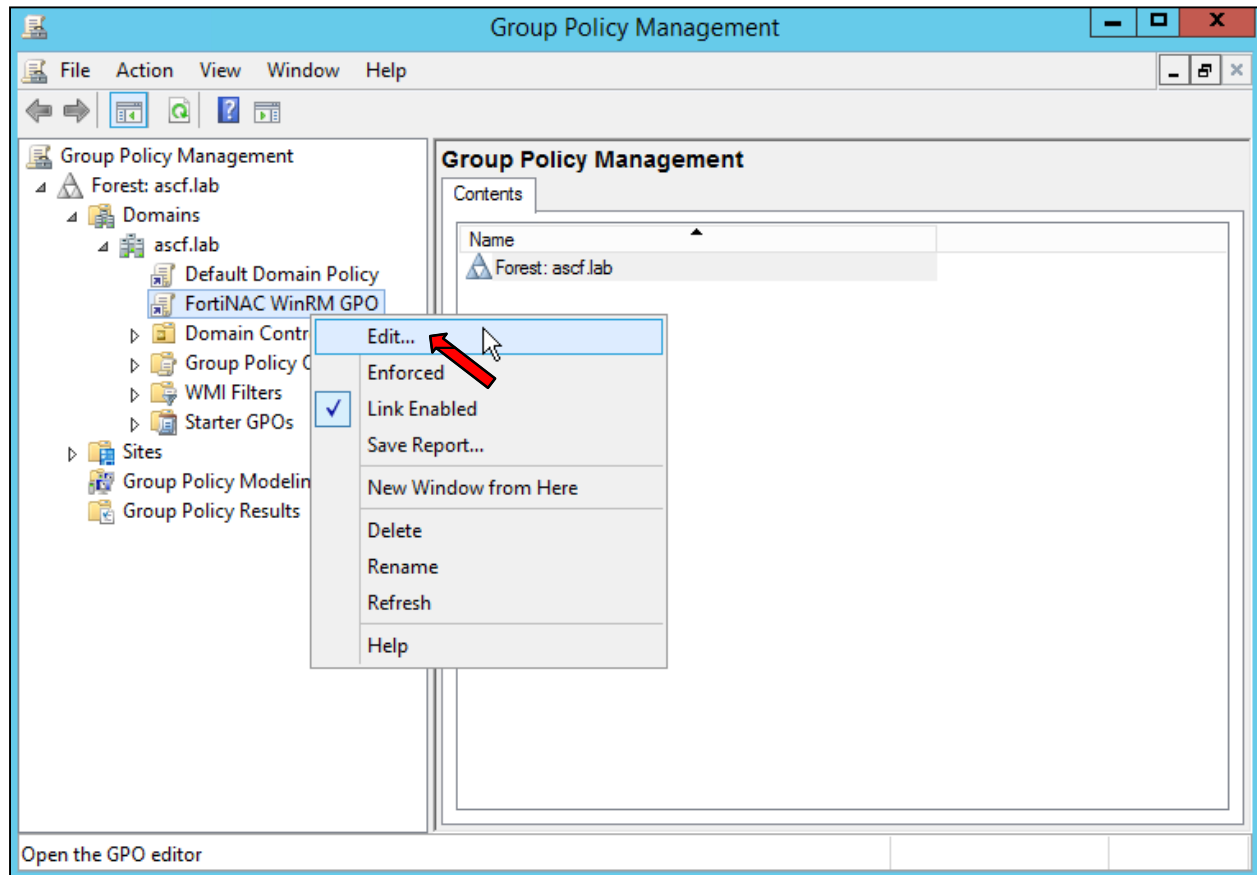 Group Policy Management
File Action View Window Help
Group Policy Management
Forest: ascf.lab
Domains
ascf.lab
Default Domain Policy
FortiNAC WinRM GPO
Domain Contr
Group Policy
WMI Filters
Starter GPOs
Sites
Group Policy Modelin
Group Policy Results
Edit...
Enforced
Link Enabled
Save Report...
New Window from Here
Delete
Rename
Refresh
Help
Group Policy Management
Contents
Name
Forest: ascf.lab
Open the GPO editor